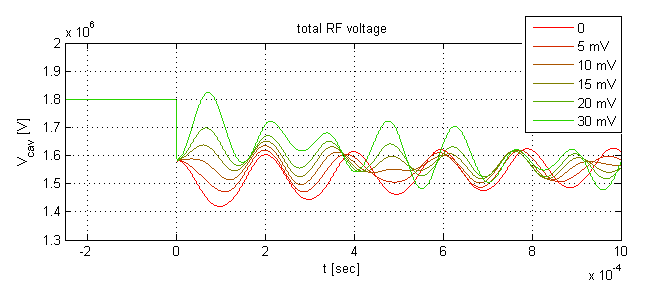 x 10^6
total RF voltage
2
1.9
1.8
1.7
1.6
1.5
1.4
1.3
V_cav [V]
-2
0
2
4
6
8
10
t [sec]
x 10^-4
0
5 mV
10 mV
15 mV
20 mV
30 mV